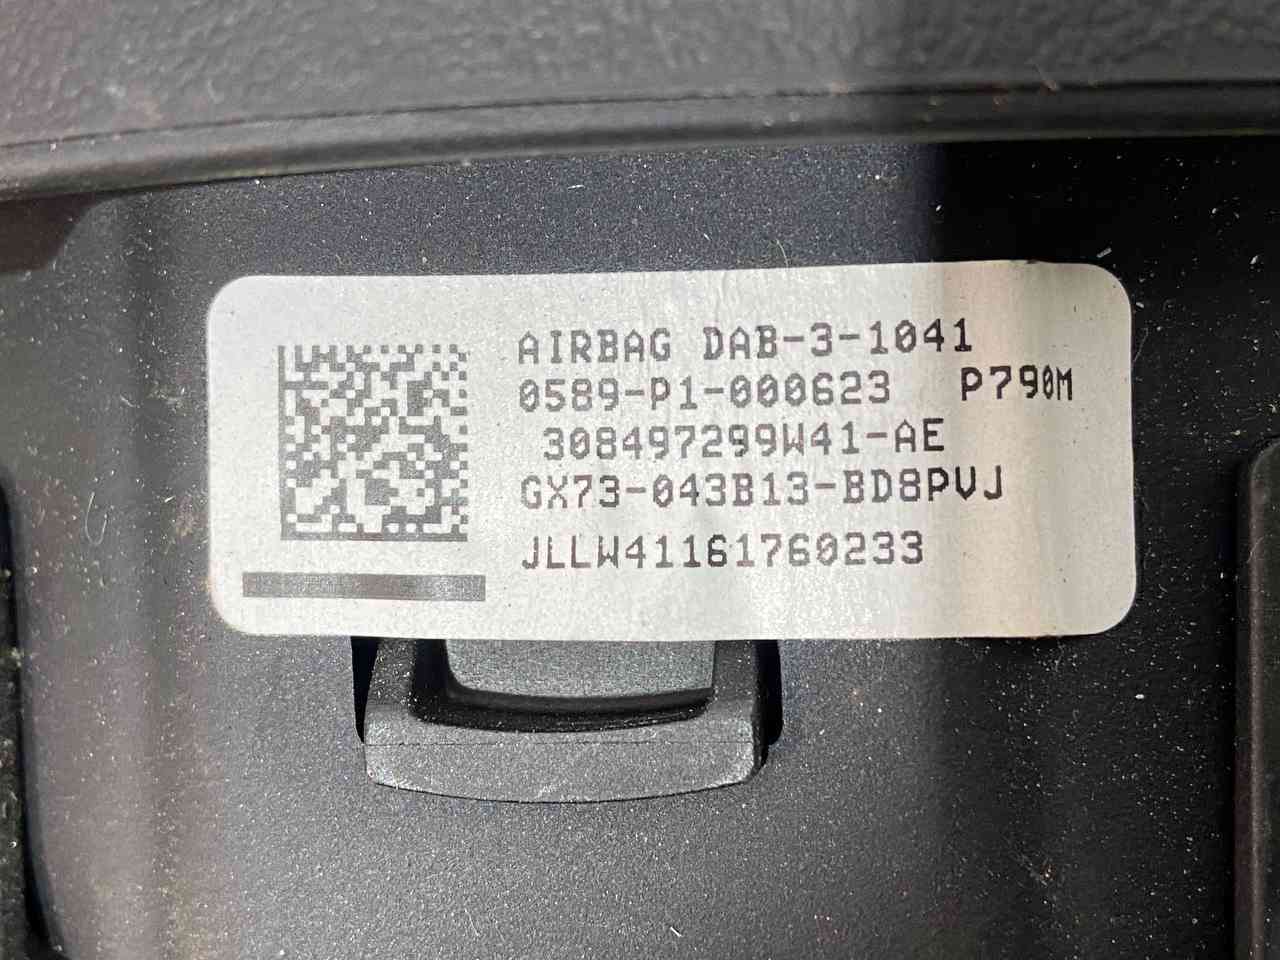 AIRBAG DAB-3-1041
0589-P1-000623 P790M
308497299W41-AE
GX73-043B13-BD8PVJ
JLLW41161760233